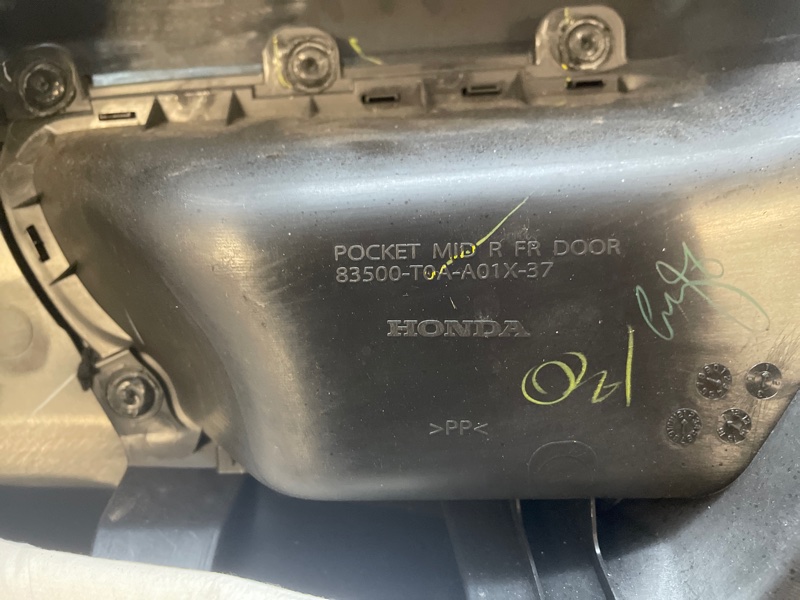 POCKET MID R FR DOOR
83500-T0A-A01X-37
HONDA
>PP<